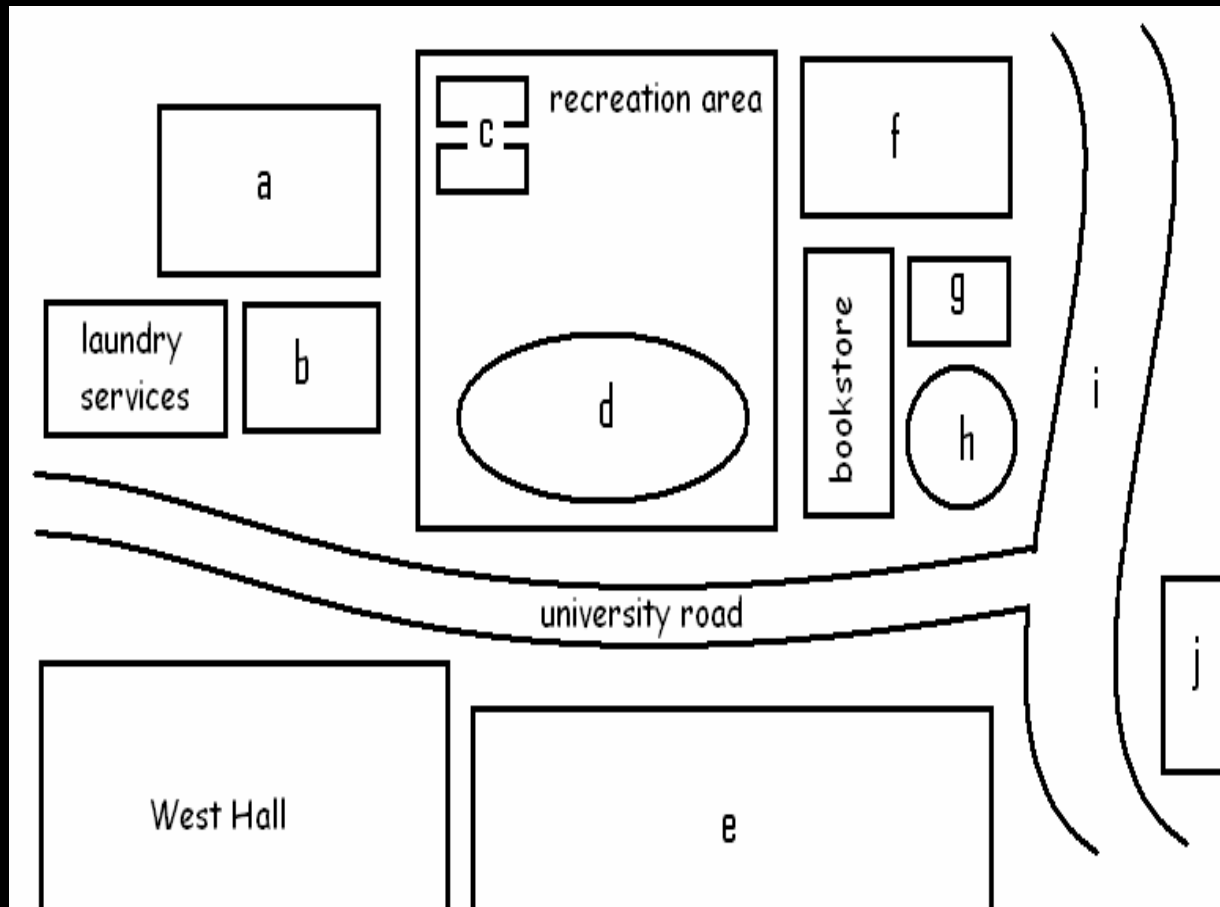 recreation area
c
f
a
g
laundry
services
b
bookstore
d
i
h
university road
j
West Hall
e